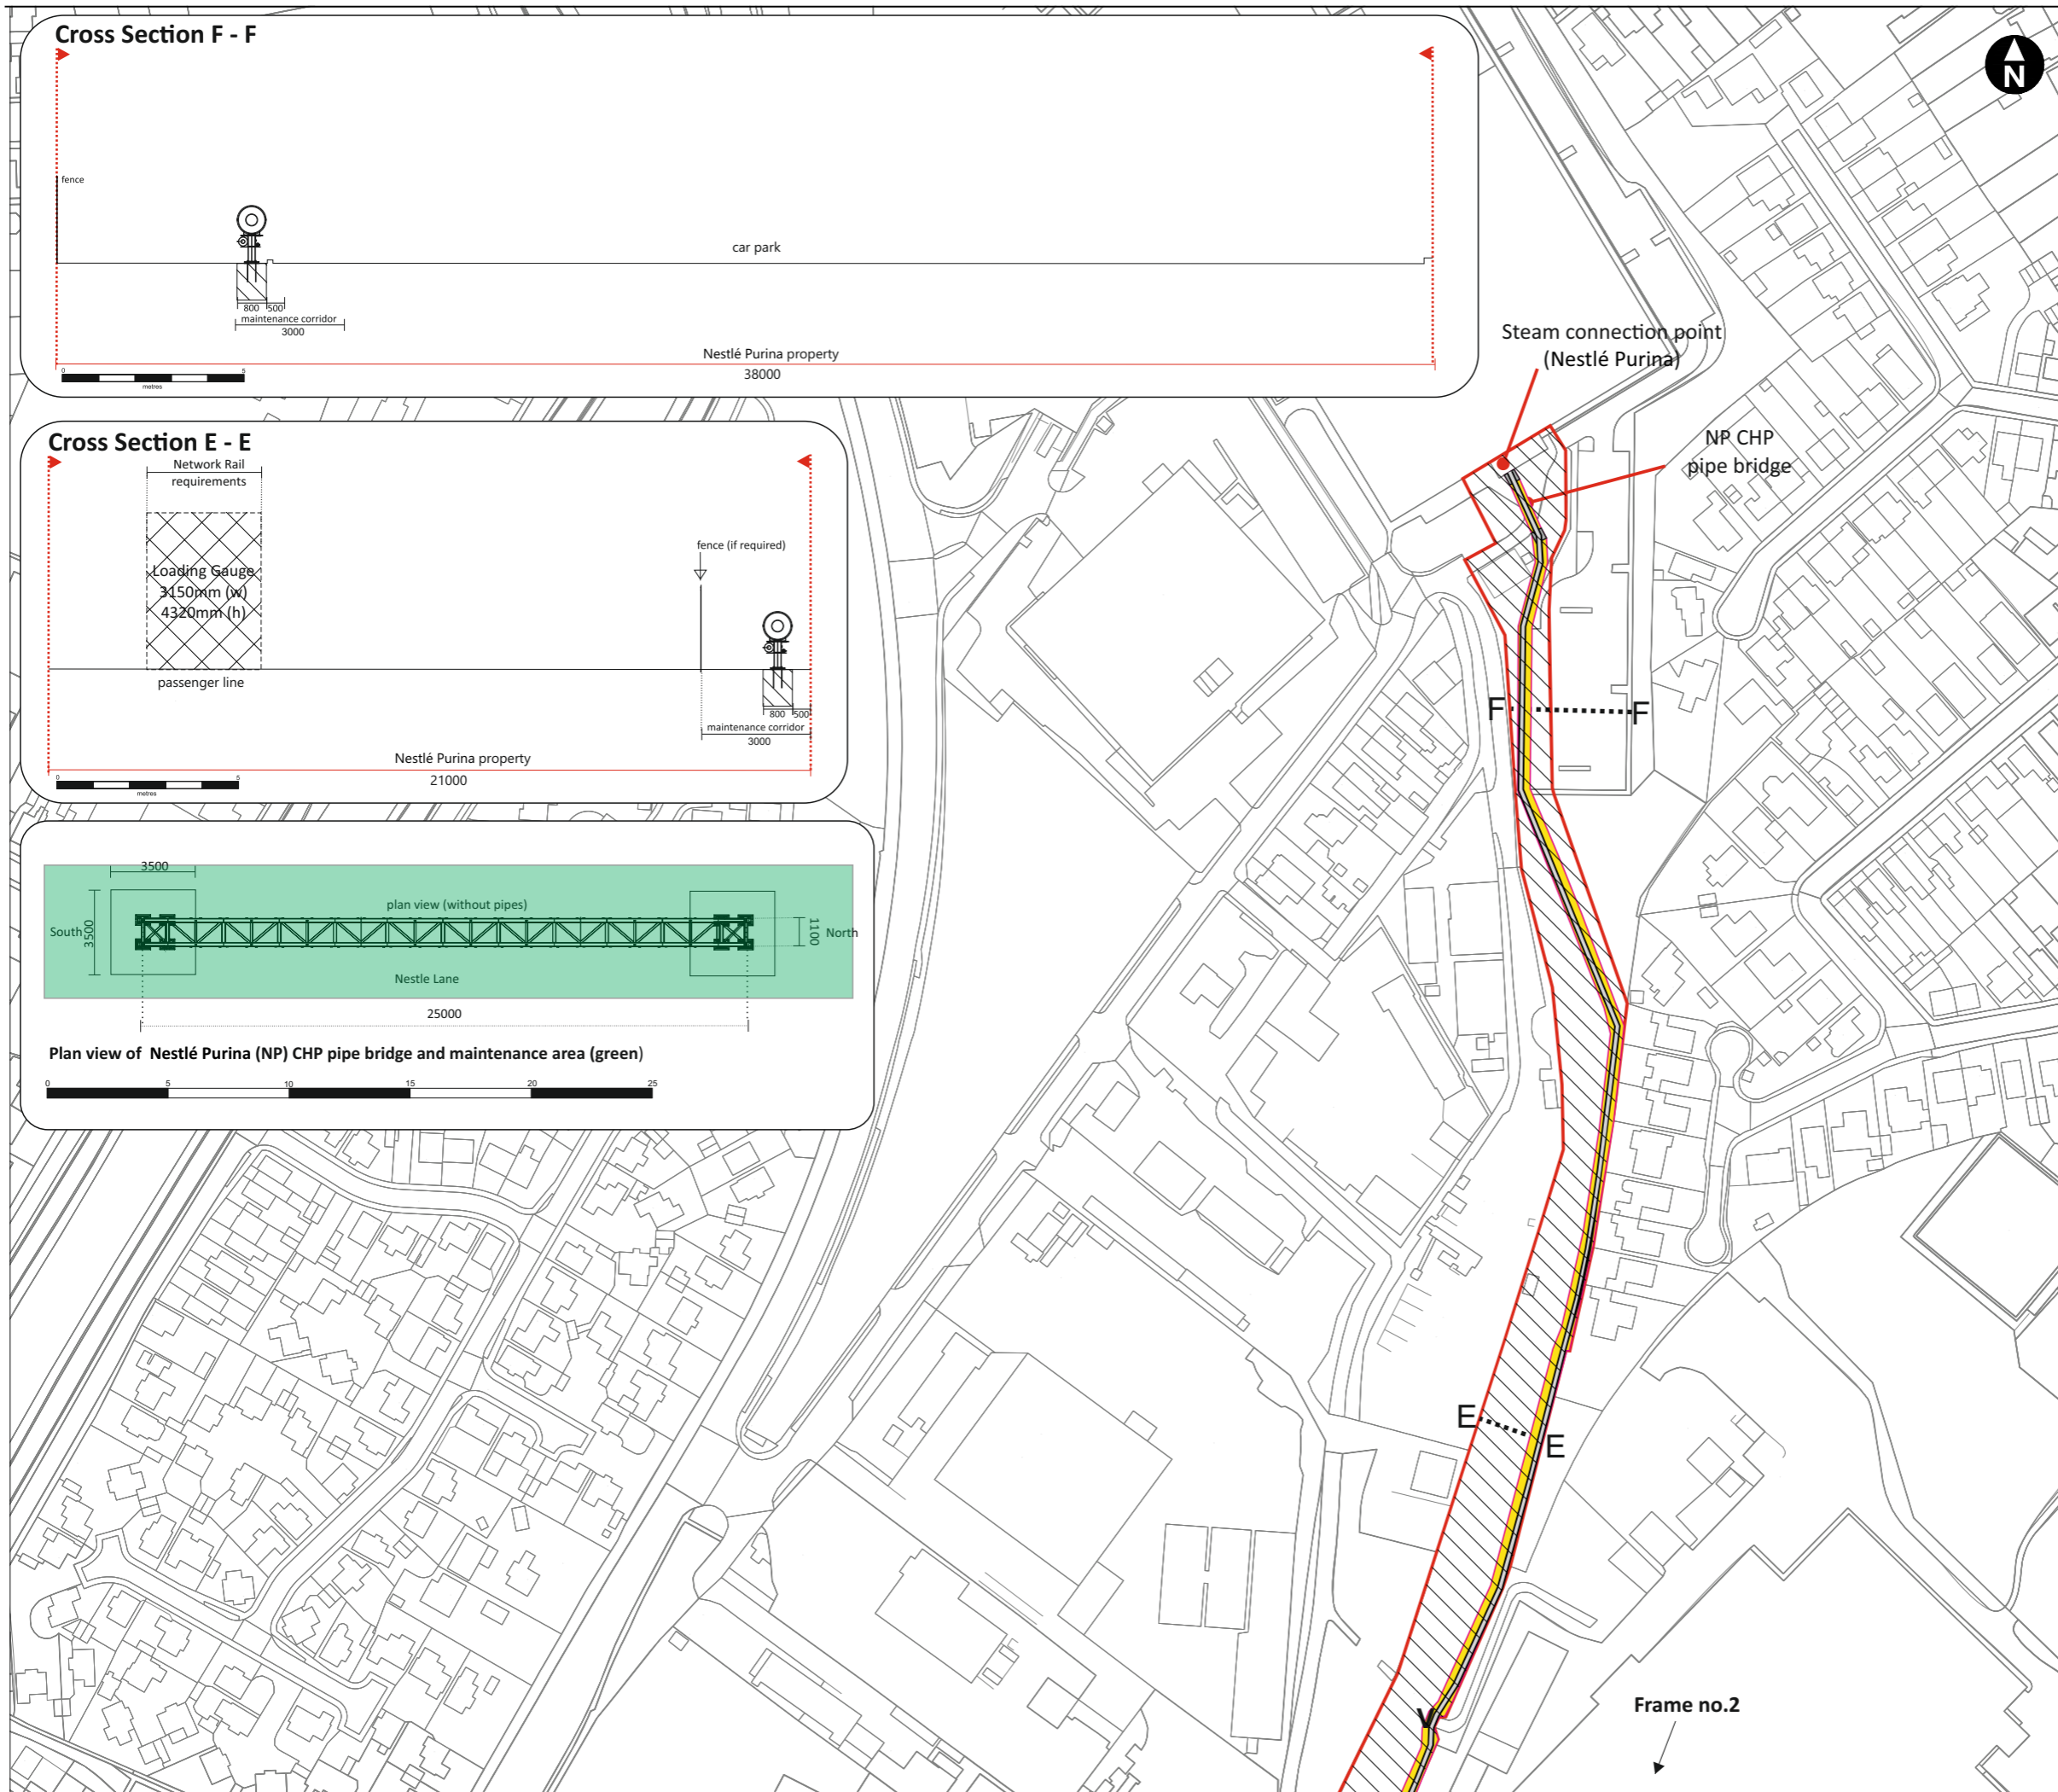 Cross Section F - F
fence
car park
800 500
maintenance corridor
3000
Nestlé Purina property
38000
0 5
metres
N
Cross Section E - E
Network Rail
requirements
Loading Gauge
3150mm (w)
4320mm (h)
passenger line
fence (if required)
800 500
maintenance corridor
3000
Nestlé Purina property
21000
0 5
metres
3500
3500
plan view (without pipes)
South
1100
North
Nestle Lane
25000
Plan view of Nestlé Purina (NP) CHP pipe bridge and maintenance area (green)
0 5 10 15 20 25
Steam connection point
(Nestlé Purina)
NP CHP
pipe bridge
F F
E
E
V
Frame no.2